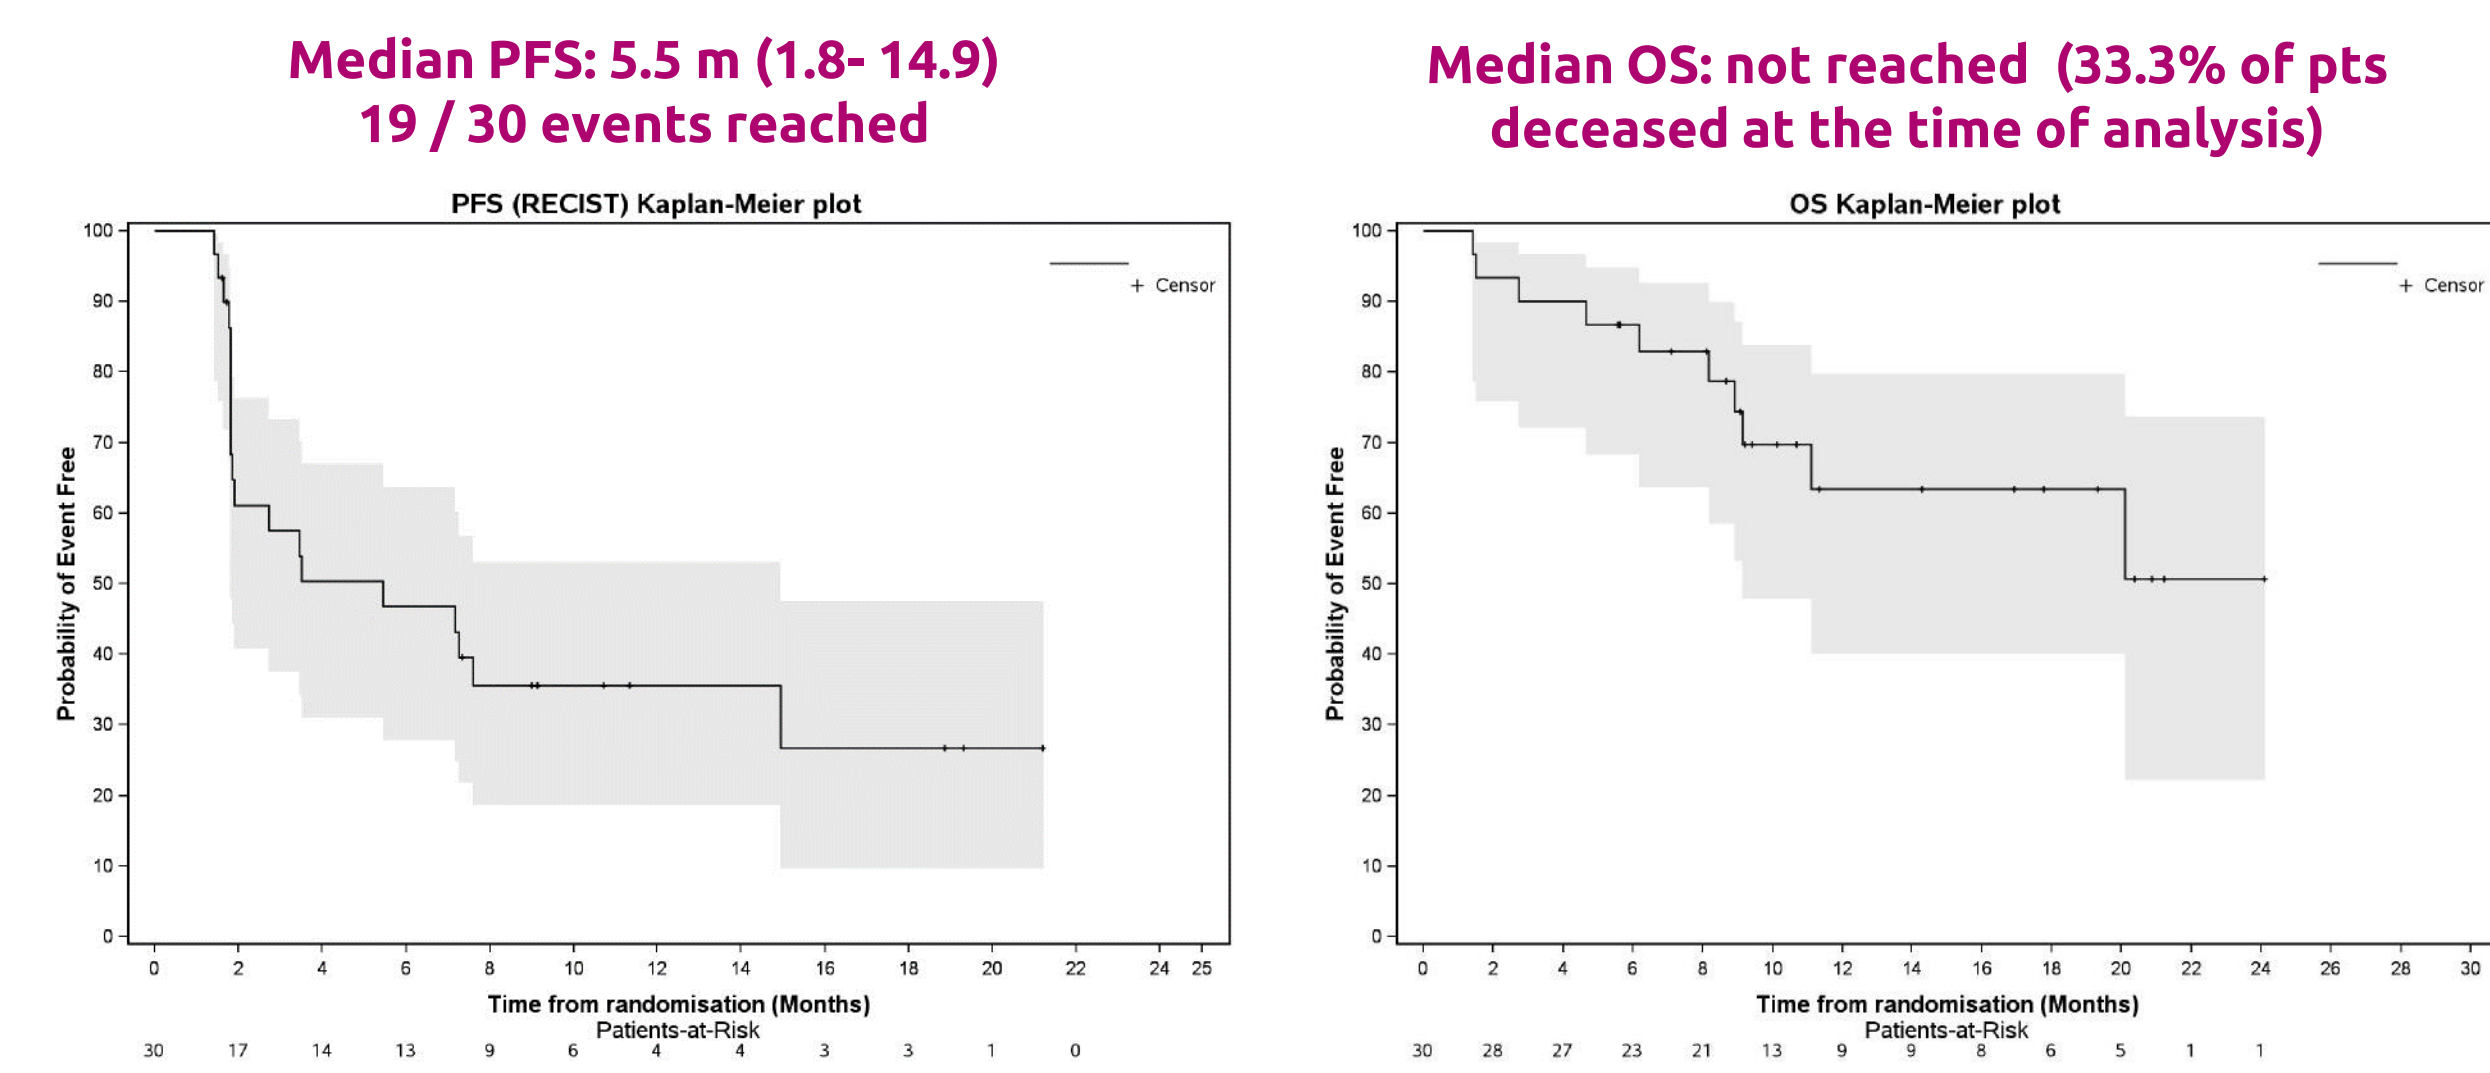 Median PFS: 5.5 m (1.8- 14.9)
19 / 30 events reached
PFS (RECIST) Kaplan-Meier plot
+ Censor
Probability of Event Free
100
90
80
70
60
50
40
30
20
10
0
0 2 4 6 8 10 12 14 16 18 20 22 24 25
Time from randomisation (Months)
Patients-at-Risk
30 17 14 13 9 6 4 4 3 3 1 0
Median OS: not reached (33.3% of pts
deceased at the time of analysis)
OS Kaplan-Meier plot
+ Censor
Probability of Event Free
100
90
80
70
60
50
40
30
20
10
0
0 2 4 6 8 10 12 14 16 18 20 22 24 26 28 30
Time from randomisation (Months)
Patients-at-Risk
30 28 27 23 21 13 9 9 8 6 5 1 1